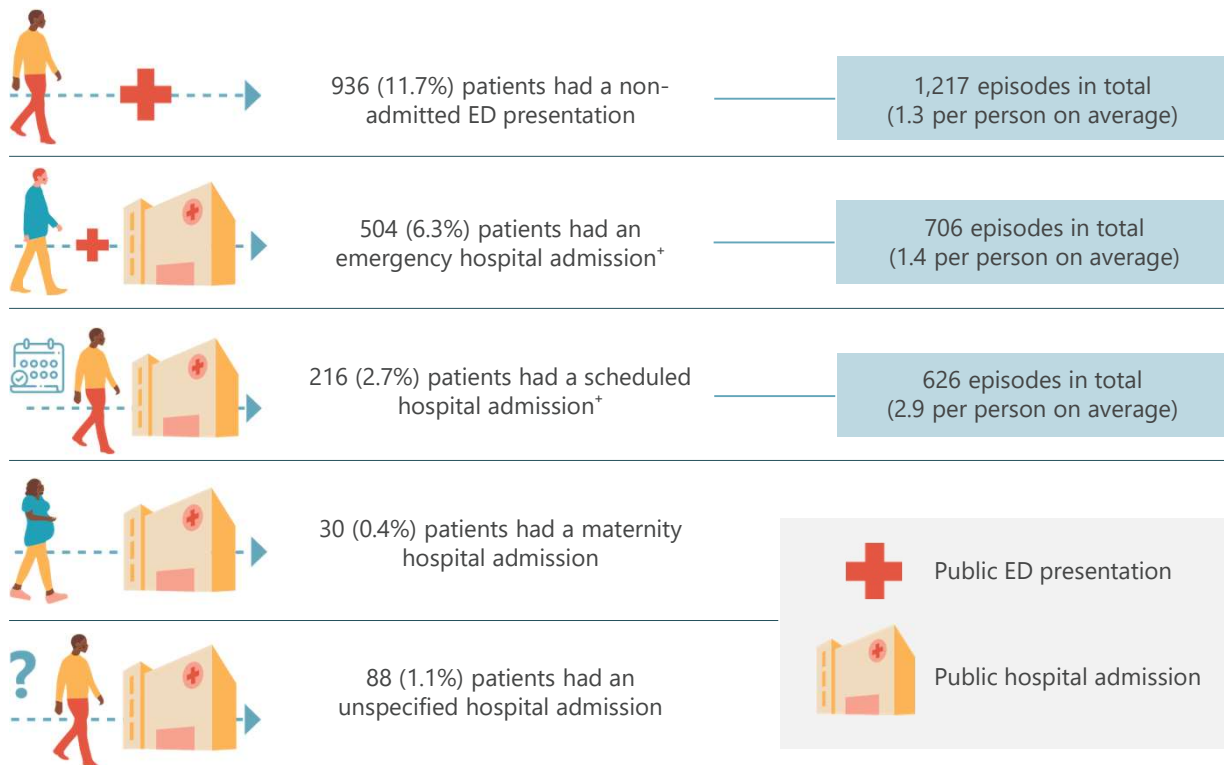 936 (11.7%) patients had a non-
admitted ED presentation
1,217 episodes in total
(1.3 per person on average)
504 (6.3%) patients had an
emergency hospital admission⁺
706 episodes in total
(1.4 per person on average)
216 (2.7%) patients had a scheduled
hospital admission⁺
626 episodes in total
(2.9 per person on average)
30 (0.4%) patients had a maternity
hospital admission
?
88 (1.1%) patients had an
unspecified hospital admission
Public ED presentation
Public hospital admission